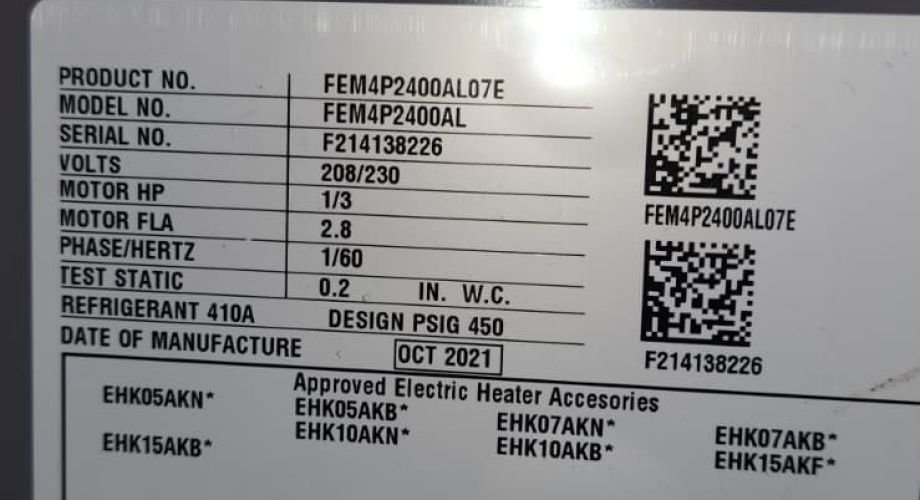 PRODUCT NO. FEM4P2400AL07E
MODEL NO. FEM4P2400AL
SERIAL NO. F214138226
VOLTS 208/230
MOTOR HP 1/3
MOTOR FLA 2.8
PHASE/HERTZ 1/60
TEST STATIC 0.2 IN. W.C.
REFRIGERANT 410A DESIGN PSIG 450
DATE OF MANUFACTURE OCT 2021
FEM4P2400AL07E
F214138226
Approved Electric Heater Accesories
EHK05AKN* EHK05AKB* EHK07AKN* EHK07AKB*
EHK15AKB* EHK10AKN* EHK10AKB* EHK15AKF*